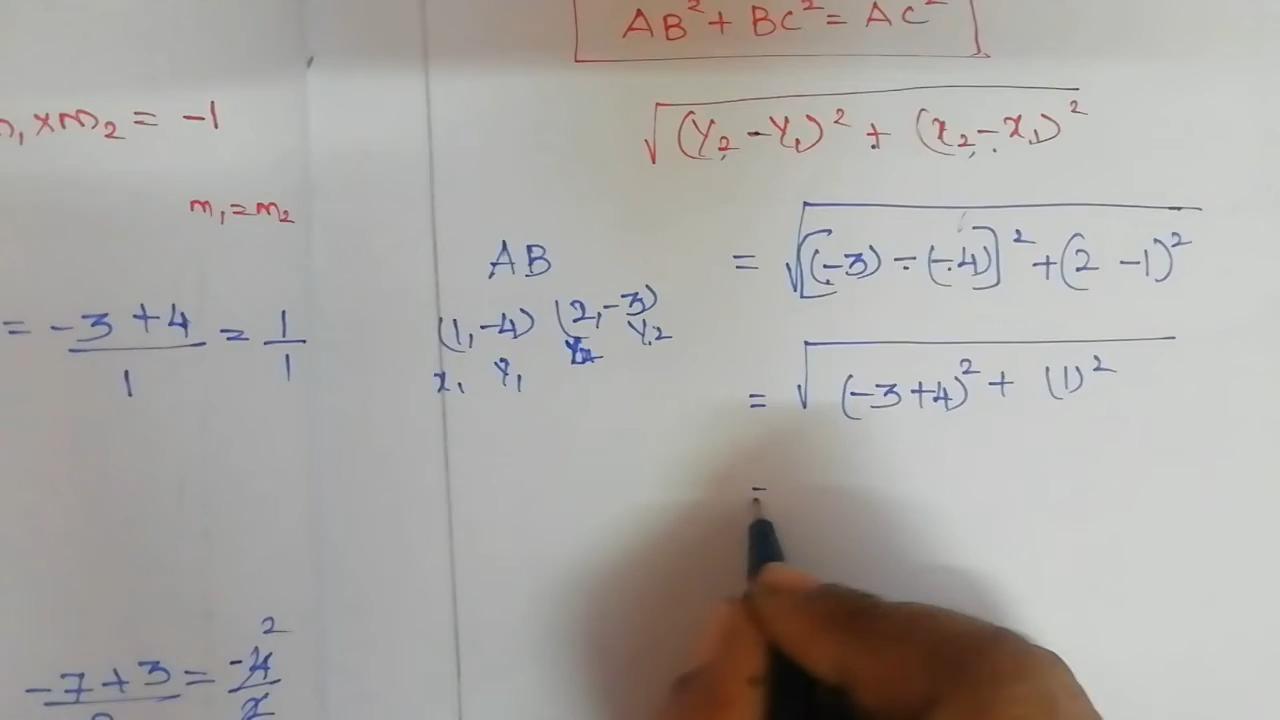 AB² + BC² = AC²
√(Y₂ - Y₁)² + (x₂ - x₁)²
m₁ × m₂ = -1
m₁ = m₂
= -3 + 4 / 1 = 1 / 1
-7 + 3 = -4
2
AB
(1, -4) (2, -3)
x₁ Y₁ Y₂
= √[(-3) - (-4)]² + (2 - 1)²
= √(-3 + 4)² + (1)²
=